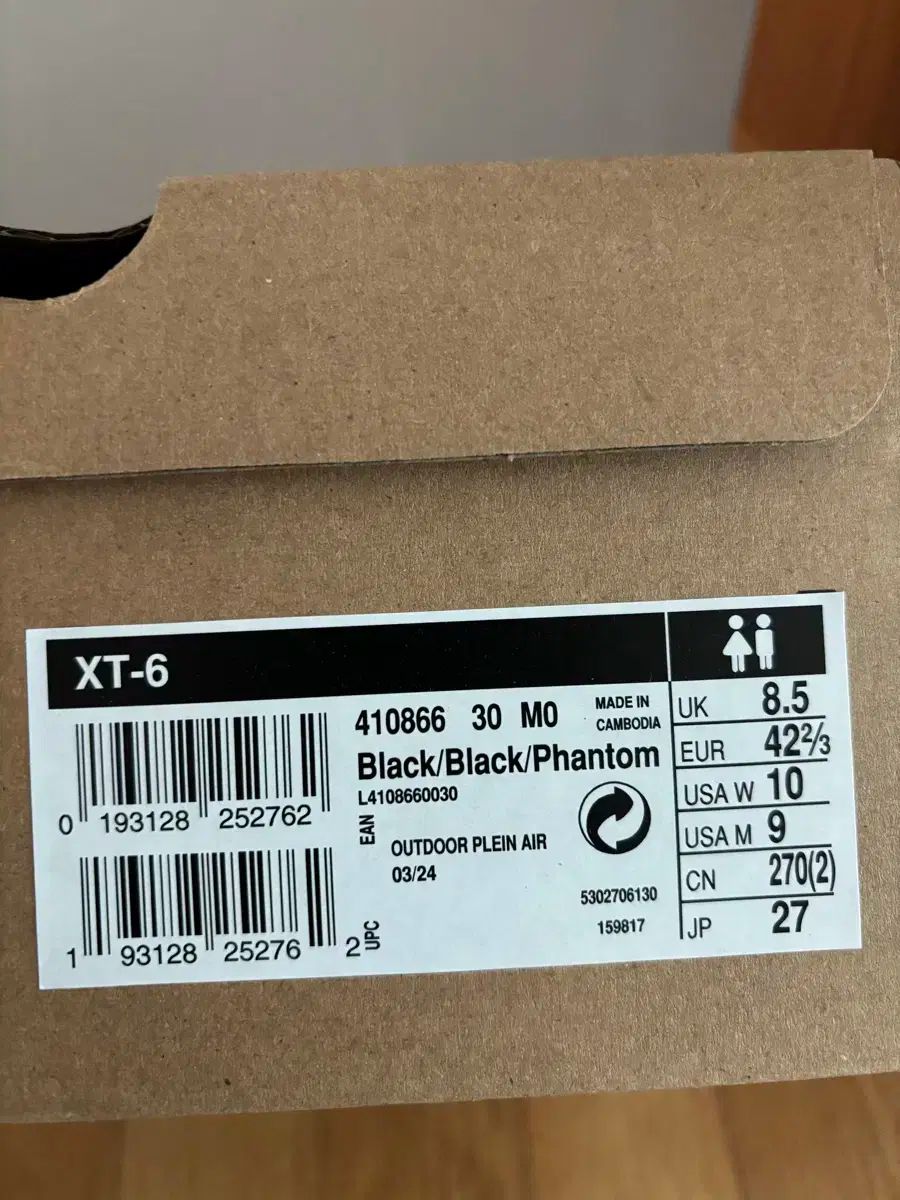 XT-6
410866 30 M0
MADE IN
CAMBODIA
Black/Black/Phantom
L4108660030
0 193128 252762
EAN
OUTDOOR PLEIN AIR
03/24
5302706130
159817
1 93128 25276 2
UPC
UK 8.5
EUR 42⅔
USA W 10
USA M 9
CN 270(2)
JP 27